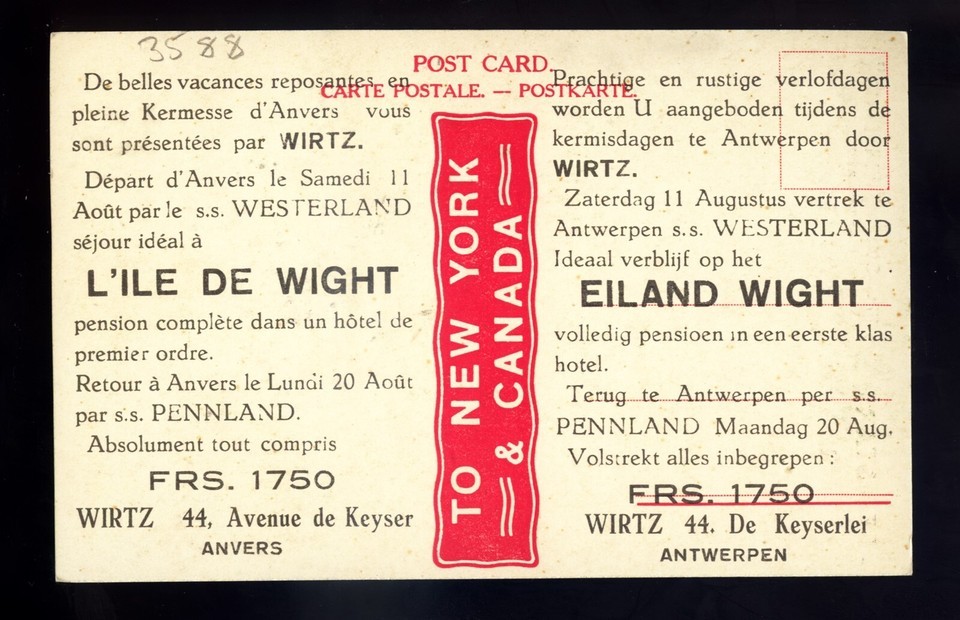 3588
POST CARD.
CARTE POSTALE. — POSTKARTE.
De belles vacances reposantes en
pleine Kermesse d'Anvers vous
sont présentées par WIRTZ.
Départ d'Anvers le Samedi 11
Août par le s.s. WESTERLAND
séjour idéal à
L'ILE DE WIGHT
pension complète dans un hôtel de
premier ordre.
Retour à Anvers le Lundi 20 Août
par s.s. PENNLAND.
Absolument tout compris
FRS. 1750
WIRTZ 44, Avenue de Keyser
ANVERS
TO NEW YORK
& CANADA
Prachtige en rustige verlofdagen
worden U aangeboden tijdens de
kermisdagen te Antwerpen door
WIRTZ.
Zaterdag 11 Augustus vertrek te
Antwerpen s.s. WESTERLAND
Ideaal verblijf op het
EILAND WIGHT
volledig pensioen in een eerste klas
hotel.
Terug te Antwerpen per s.s.
PENNLAND Maandag 20 Aug.
Volstrekt alles inbegrepen :
FRS. 1750
WIRTZ 44. De Keyserlei
ANTWERPEN